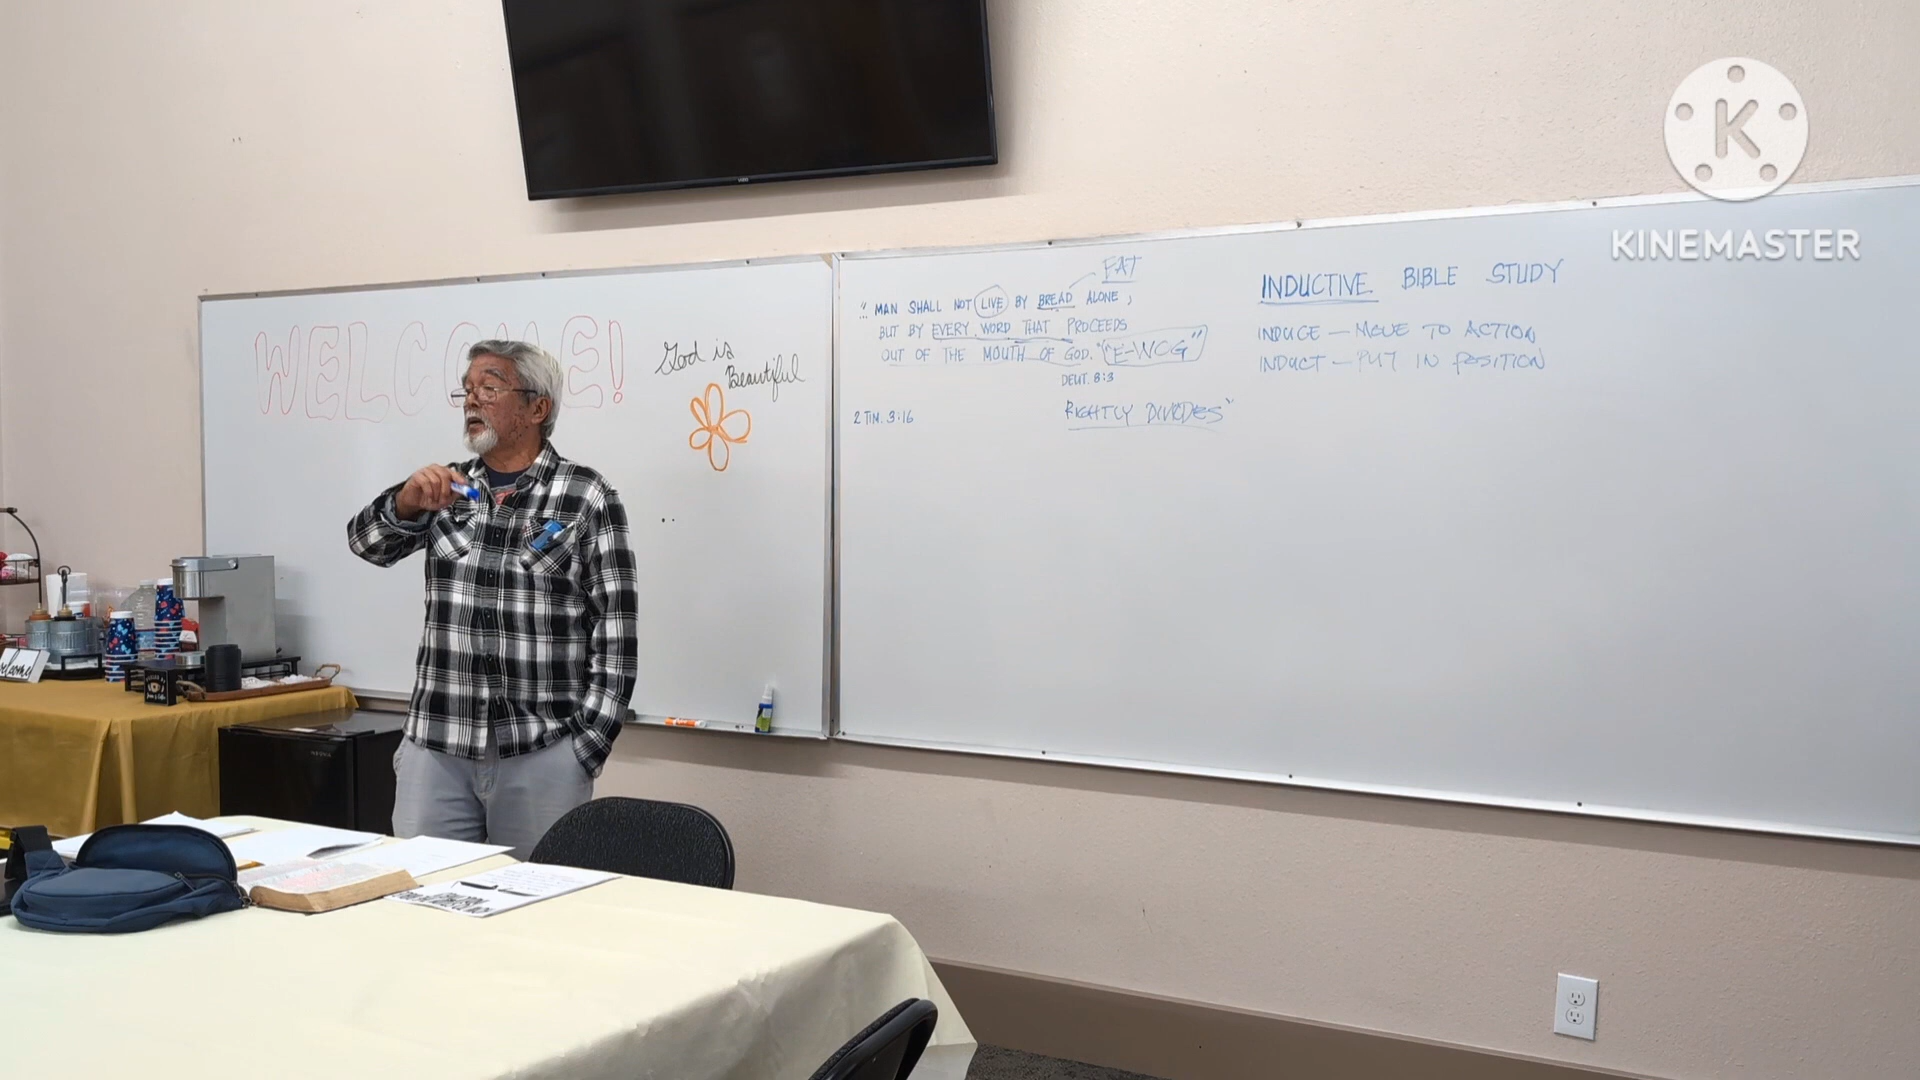 WELCOME!
God is
Beautiful
EAT
"MAN SHALL NOT LIVE BY BREAD ALONE,
BUT BY EVERY WORD THAT PROCEEDS
OUT OF THE MOUTH OF GOD." "E-WOG"
DEUT. 8:3
2 TIM. 3:16
RIGHTLY DIVIDES"
INDUCTIVE BIBLE STUDY
INDUCE — MOVE TO ACTION
INDUCT — PUT IN POSITION
K
KINEMASTER
welcome